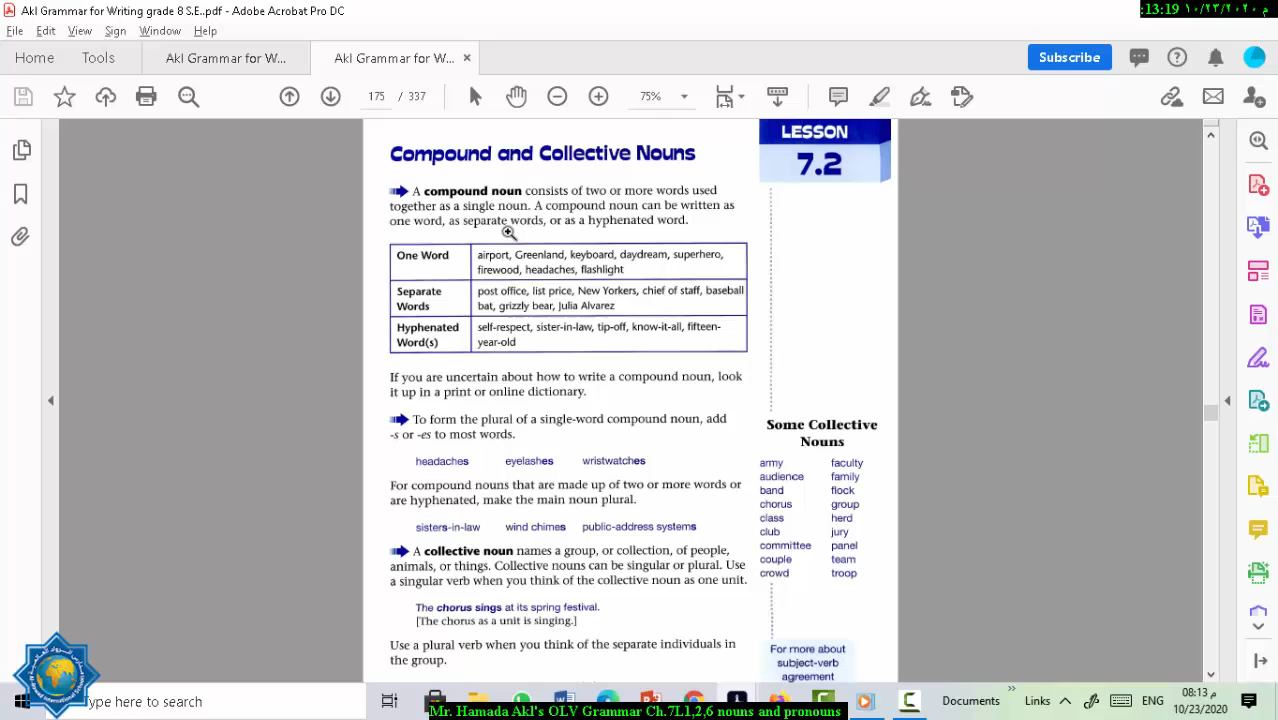 Akl Grammar for Writing grade 8 S.E..pdf - Adobe Acrobat Pro DC
:13:19 ١٠/٢٣/٢٠٢٠ م
File Edit View Sign Window Help
Home Tools Akl Grammar for W... Akl Grammar for W... × Subscribe
175 / 337 75%
LESSON
7.2
Compound and Collective Nouns
A compound noun consists of two or more words used
together as a single noun. A compound noun can be written as
one word, as separate words, or as a hyphenated word.
One Word airport, Greenland, keyboard, daydream, superhero,
firewood, headaches, flashlight
Separate post office, list price, New Yorkers, chief of staff, baseball
Words bat, grizzly bear, Julia Alvarez
Hyphenated self-respect, sister-in-law, tip-off, know-it-all, fifteen-
Word(s) year-old
If you are uncertain about how to write a compound noun, look
it up in a print or online dictionary.
To form the plural of a single-word compound noun, add
-s or -es to most words.
headaches eyelashes wristwatches
For compound nouns that are made up of two or more words or
are hyphenated, make the main noun plural.
sisters-in-law wind chimes public-address systems
A collective noun names a group, or collection, of people,
animals, or things. Collective nouns can be singular or plural. Use
a singular verb when you think of the collective noun as one unit.
The chorus sings at its spring festival.
[The chorus as a unit is singing.]
Use a plural verb when you think of the separate individuals in
the group.
Some Collective
Nouns
army faculty
audience family
band flock
chorus group
class herd
club jury
committee panel
couple team
crowd troop
For more about
subject-verb
agreement
ype here to search
Documents » Links ENG
08:13 م
10/23/2020
Mr. Hamada Akl's OLV Grammar Ch.7L1,2,6 nouns and pronouns